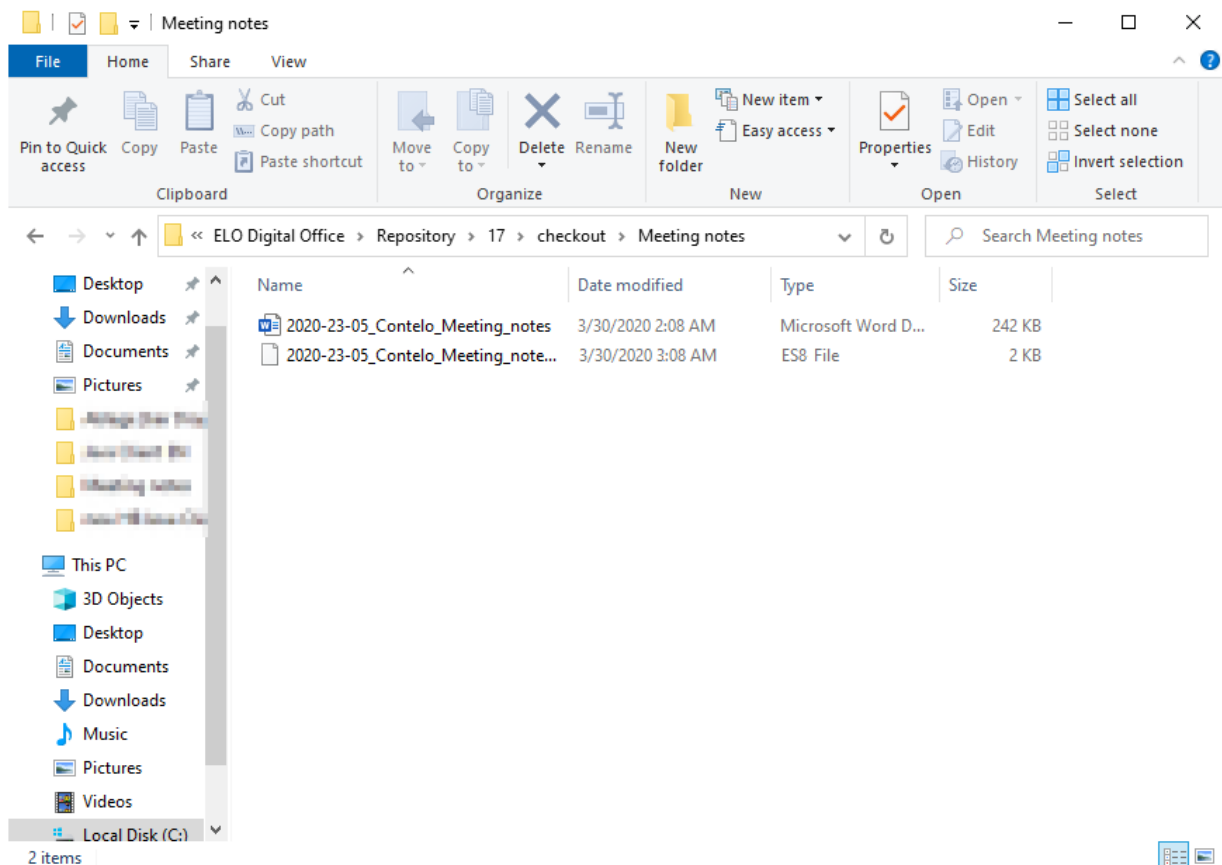 Meeting notes
File Home Share View
Pin to Quick access
Copy
Paste
Cut
Copy path
Paste shortcut
Clipboard
Move to
Copy to
Delete
Rename
Organize
New folder
New item
Easy access
New
Properties
Open
Edit
History
Open
Select all
Select none
Invert selection
Select
« ELO Digital Office > Repository > 17 > checkout > Meeting notes
Search Meeting notes
Desktop
Downloads
Documents
Pictures
This PC
3D Objects
Desktop
Documents
Downloads
Music
Pictures
Videos
Local Disk (C:)
Name Date modified Type Size
2020-23-05_Contelo_Meeting_notes 3/30/2020 2:08 AM Microsoft Word D... 242 KB
2020-23-05_Contelo_Meeting_note... 3/30/2020 3:08 AM ES8 File 2 KB
2 items